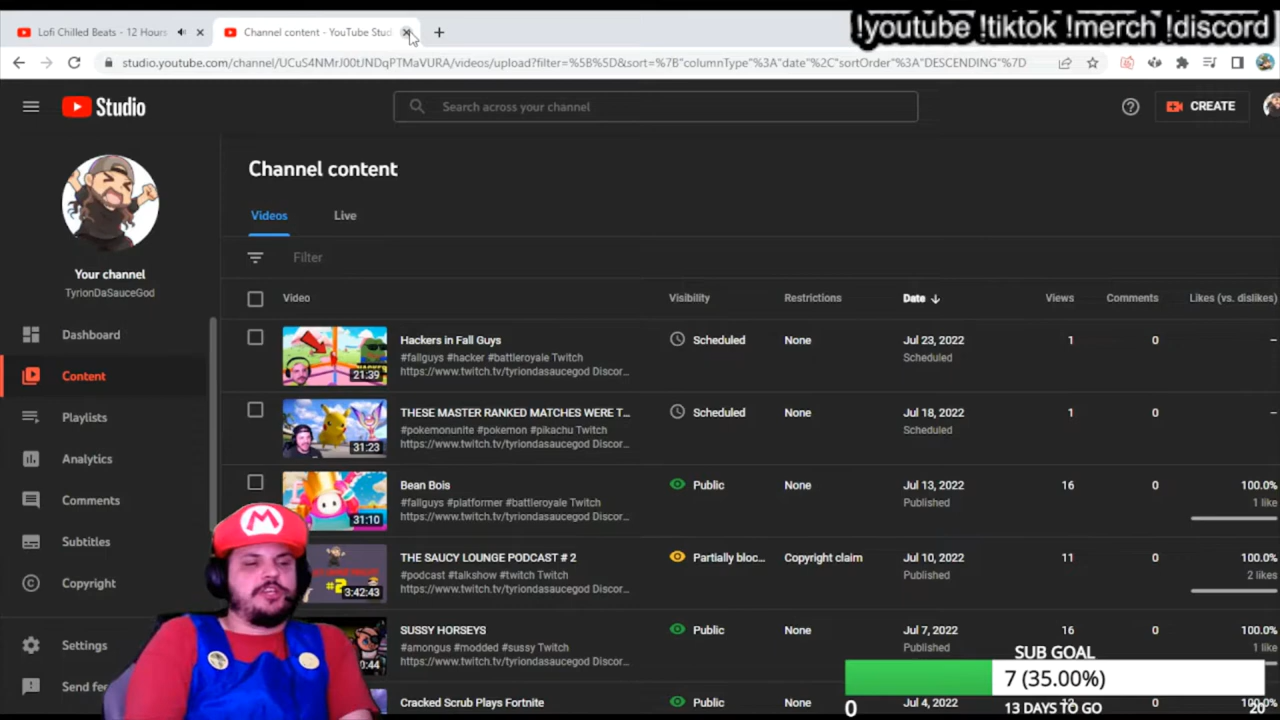 !youtube !tiktok !merch !discord
Lofi Chilled Beats - 12 Hours
Channel content - YouTube Stud
studio.youtube.com/channel/UCuS4NMrJ00t/NDqPTMaVURA/videos/upload?filter=%5B%5D&sort=%7B"columnType"%3A"date"%2C"sortOrder"%3A"DESCENDING"%7D
Studio
Search across your channel
CREATE
Your channel
TyrionDaSauceGod
Dashboard
Content
Playlists
Analytics
Comments
Subtitles
Copyright
Settings
Send fee
Channel content
Videos Live
Filter
Video Visibility Restrictions Date Views Comments Likes (vs. dislikes)
21:39 Hackers in Fall Guys Scheduled None Jul 23, 2022 1 0 –
#fallguys #hacker #battleroyale Twitch Scheduled
https://www.twitch.tv/tyriondasaucegod Discor...
31:23 THESE MASTER RANKED MATCHES WERE T... Scheduled None Jul 18, 2022 1 0 –
#pokemonunite #pokemon #pikachu Twitch Scheduled
https://www.twitch.tv/tyriondasaucegod Discor...
31:10 Bean Bois Public None Jul 13, 2022 16 0 100.0%
#fallguys #platformer #battleroyale Twitch Published 1 like
https://www.twitch.tv/tyriondasaucegod Discor...
#2 3:42:43 THE SAUCY LOUNGE PODCAST # 2 Partially bloc... Copyright claim Jul 10, 2022 11 0 100.0%
#podcast #talkshow #twitch Twitch Published 2 likes
https://www.twitch.tv/tyriondasaucegod Discor...
0:44 SUSSY HORSEYS Public None Jul 7, 2022 16 0 100.0%
#amongus #modded #sussy Twitch Published 1 like
https://www.twitch.tv/tyriondasaucegod Discor...
Cracked Scrub Plays Fortnite Public None Jul 4, 2022 0 100.0%
M
SUB GOAL
7 (35.00%)
0 13 DAYS TO GO 20